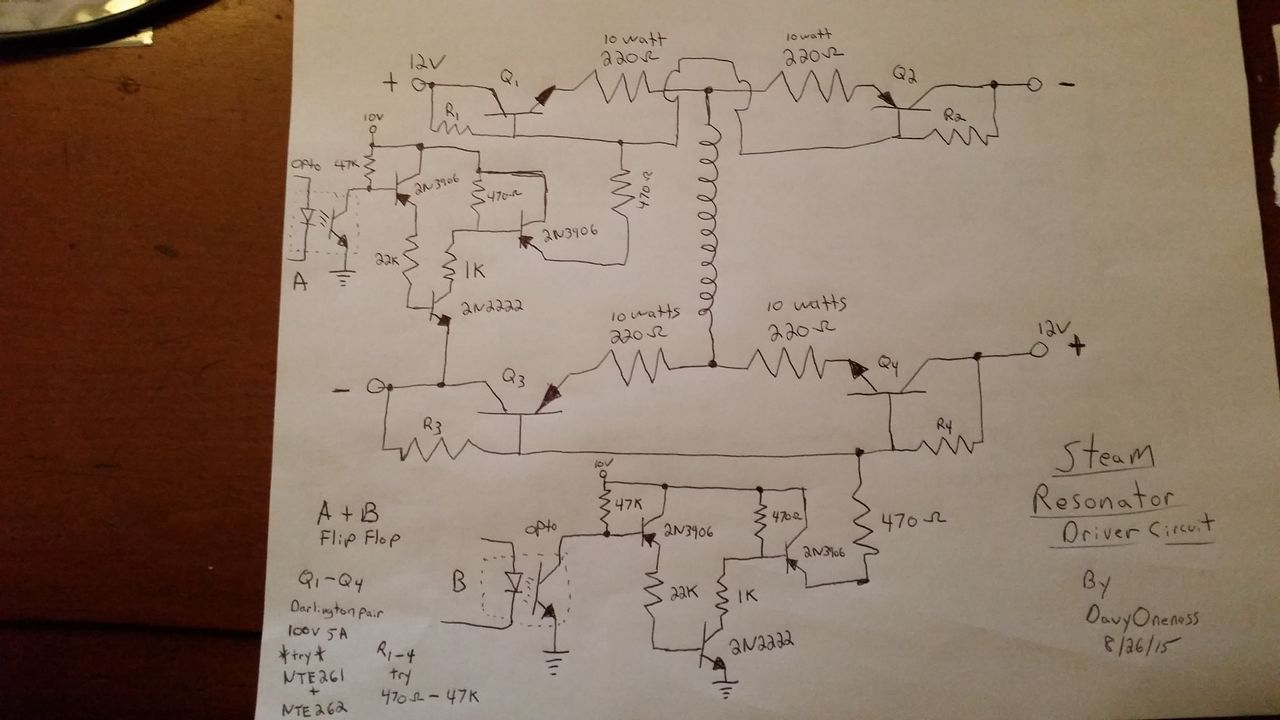 12V
+
Q1
10 watt
220Ω
10 watt
220Ω
Q2
-
R1
R2
10V
47K
opto
2N3906
470Ω
2N3906
470Ω
22K
1K
A
2N2222
10 watts
220Ω
10 watts
220Ω
12V
+
-
Q3
Q4
R3
R4
10V
47K
opto
2N3906
470Ω
2N3906
470Ω
B
22K
1K
2N2222
A + B
Flip Flop
Q1-Q4
Darlington pair
100V 5A
*try*
NTE261
+
NTE262
R1-4
try
470Ω - 47K
Steam
Resonator
Driver Circuit
By
DavyOneness
8/26/15